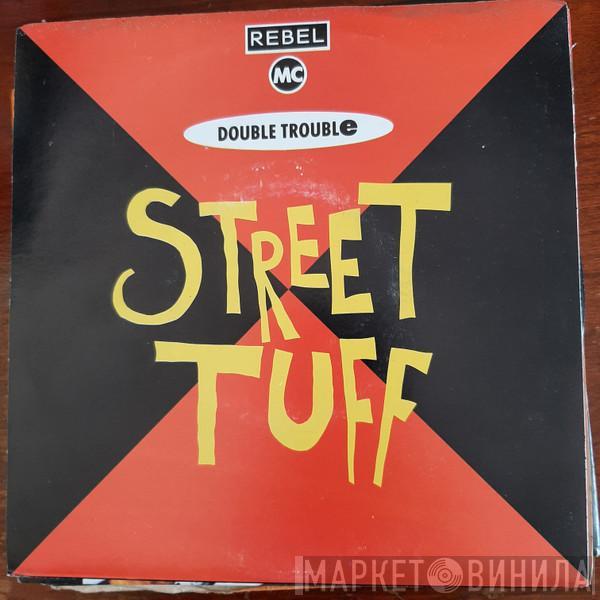 REBEL
MC
DOUBLE TROUBLe
STREET
TUFF
МАРКЕТ ВИНИЛА